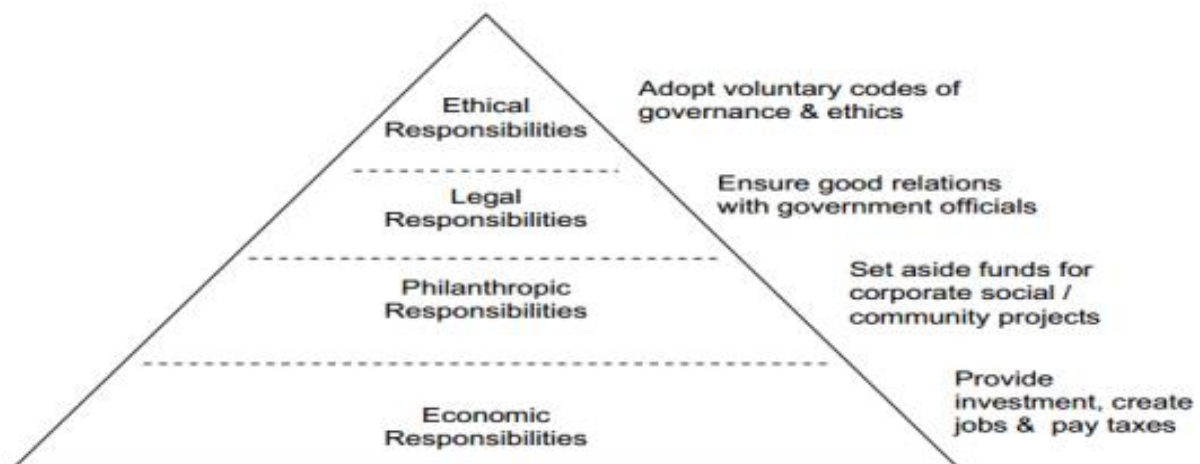 Ethical
Responsibilities
Adopt voluntary codes of
governance & ethics
Legal
Responsibilities
Ensure good relations
with government officials
Philanthropic
Responsibilities
Set aside funds for
corporate social /
community projects
Economic
Responsibilities
Provide
investment, create
jobs & pay taxes